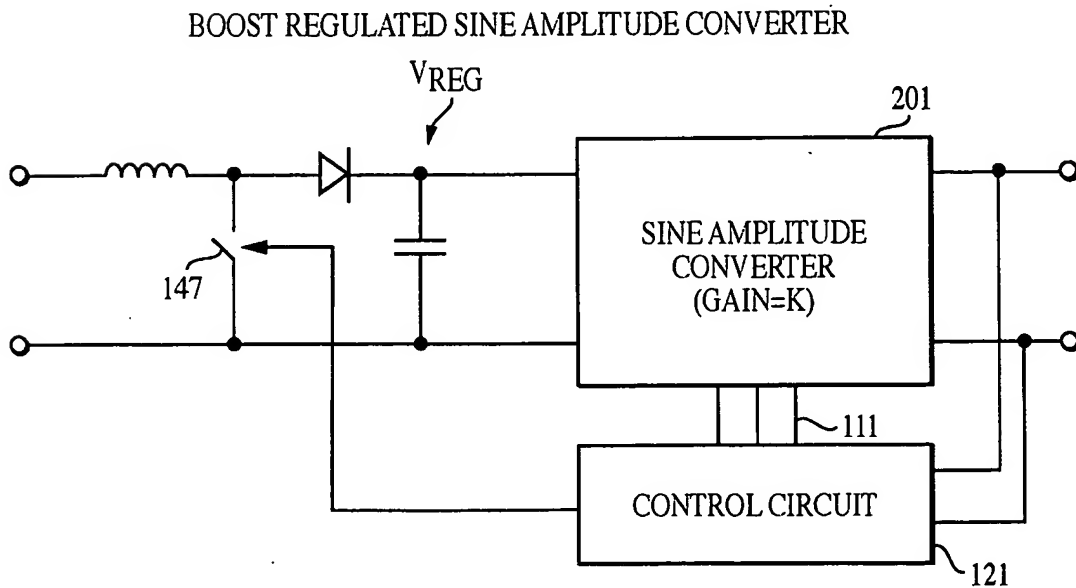 BOOST REGULATED SINE AMPLITUDE CONVERTER
VREG
201
147
SINE AMPLITUDE
CONVERTER
(GAIN=K)
111
CONTROL CIRCUIT
121